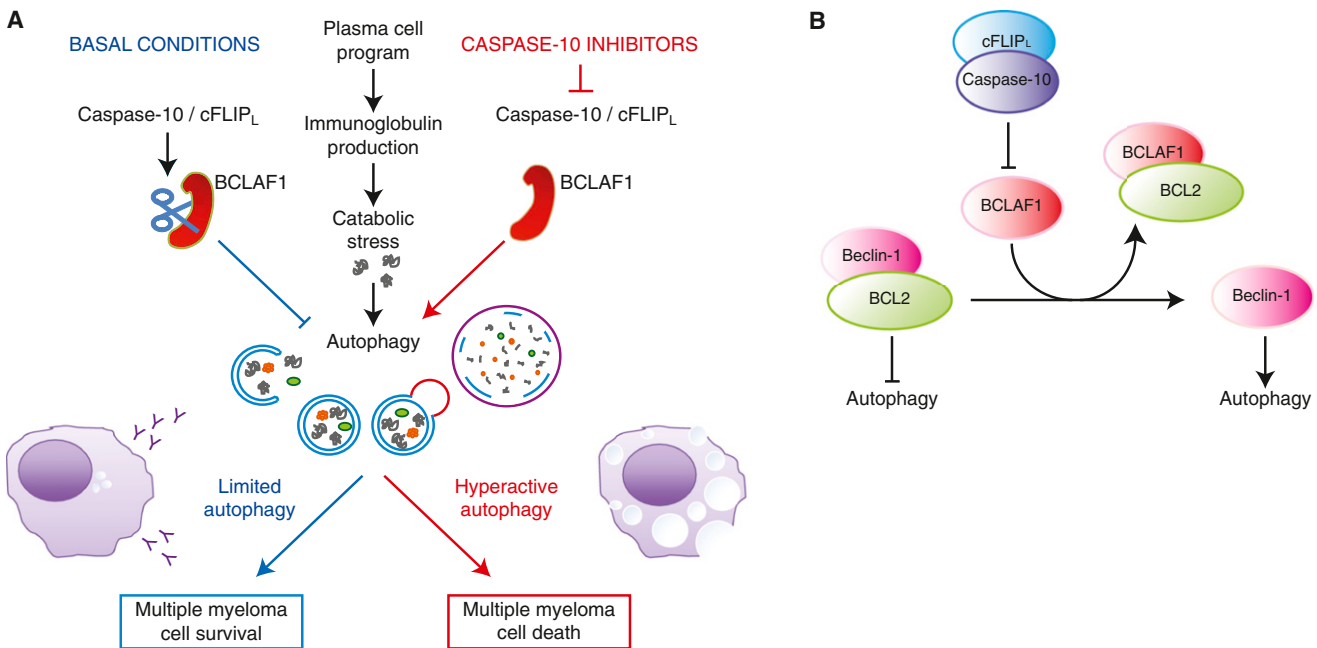 A
BASAL CONDITIONS
Caspase-10 / cFLIPL
BCLAF1
Plasma cell
program
Immunoglobulin
production
Catabolic
stress
Autophagy
CASPASE-10 INHIBITORS
Caspase-10 / cFLIPL
BCLAF1
Limited
autophagy
Hyperactive
autophagy
Multiple myeloma
cell survival
Multiple myeloma
cell death
B
cFLIPL
Caspase-10
BCLAF1
BCLAF1
BCL2
Beclin-1
BCL2
Beclin-1
Autophagy
Autophagy